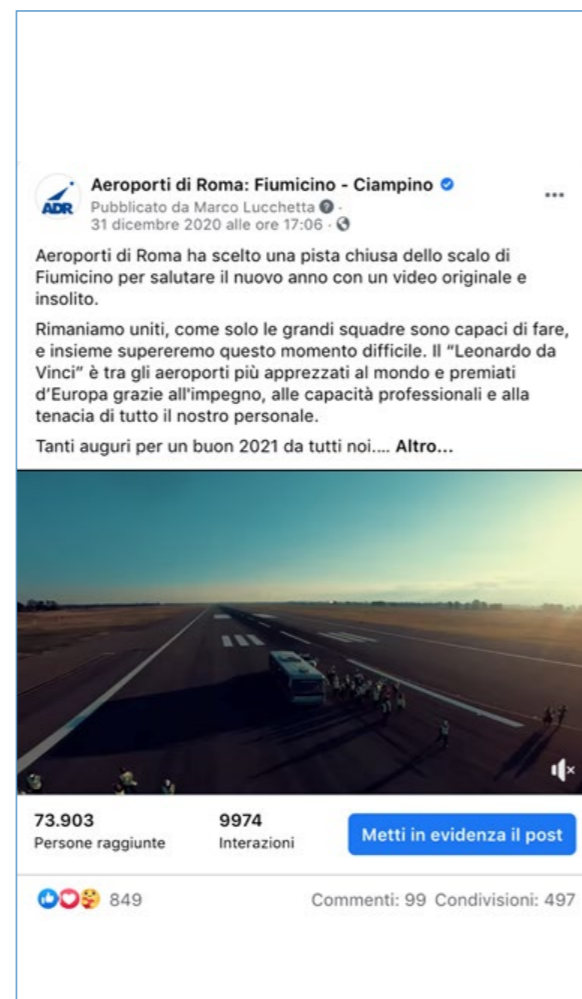 ADR
Aeroporti di Roma: Fiumicino - Ciampino
Pubblicato da Marco Lucchetta ·
31 dicembre 2020 alle ore 17:06 ·
Aeroporti di Roma ha scelto una pista chiusa dello scalo di
Fiumicino per salutare il nuovo anno con un video originale e
insolito.
Rimaniamo uniti, come solo le grandi squadre sono capaci di fare,
e insieme supereremo questo momento difficile. Il “Leonardo da
Vinci” è tra gli aeroporti più apprezzati al mondo e premiati
d’Europa grazie all'impegno, alle capacità professionali e alla
tenacia di tutto il nostro personale.
Tanti auguri per un buon 2021 da tutti noi.... Altro...
73.903 9974
Persone raggiunte Interazioni
Metti in evidenza il post
849 Commenti: 99 Condivisioni: 497